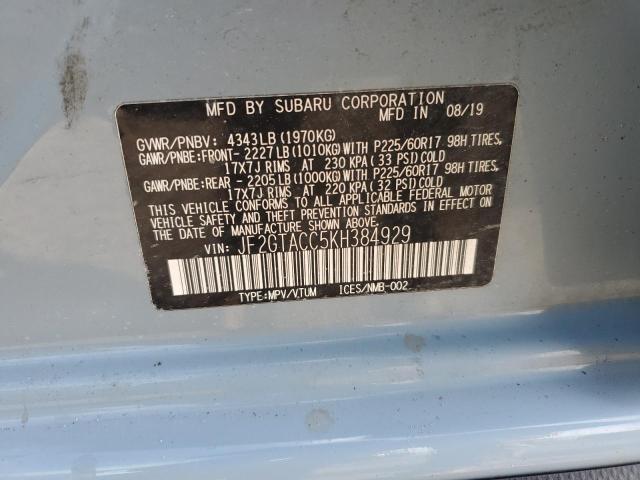 MFD BY SUBARU CORPORATION
MFD IN 08/19
GVWR/PNBV: 4343LB(1970KG)
GAWR/PNBE:FRONT- 2227LB(1010KG)WITH P225/60R17 98H TIRES,
17X7J RIMS AT 230 KPA(33 PSI)COLD
GAWR/PNBE:REAR - 2205LB(1000KG)WITH P225/60R17 98H TIRES,
17X7J RIMS AT 220 KPA(32 PSI)COLD
THIS VEHICLE CONFORMS TO ALL APPLICABLE FEDERAL MOTOR
VEHICLE SAFETY AND THEFT PREVENTION STANDARDS IN EFFECT ON
THE DATE OF MANUFACTURE SHOWN ABOVE.
VIN: JF2GTACC5KH384929
TYPE:MPV/VTUM ICES/NMB-002